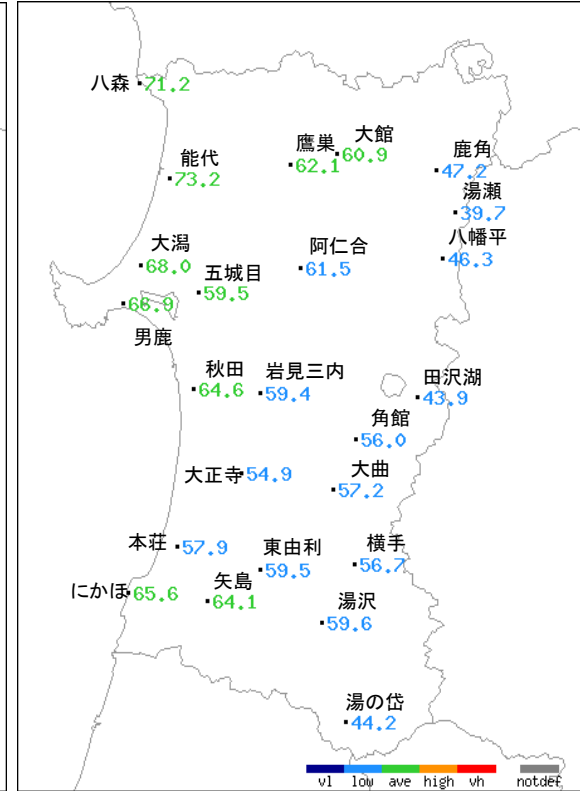 八森
71.2
能代
73.2
鷹巣
62.1
大館
60.9
鹿角
47.2
湯瀬
39.7
八幡平
46.3
大潟
68.0
五城目
59.5
阿仁合
61.5
66.9
男鹿
秋田
64.6
岩見三内
59.4
田沢湖
43.9
角館
56.0
大正寺 54.9
大曲
57.2
本荘
57.9
東由利
59.5
横手
56.7
にかほ 65.6
矢島
64.1
湯沢
59.6
湯の岱
44.2
vl low ave high vh notdef